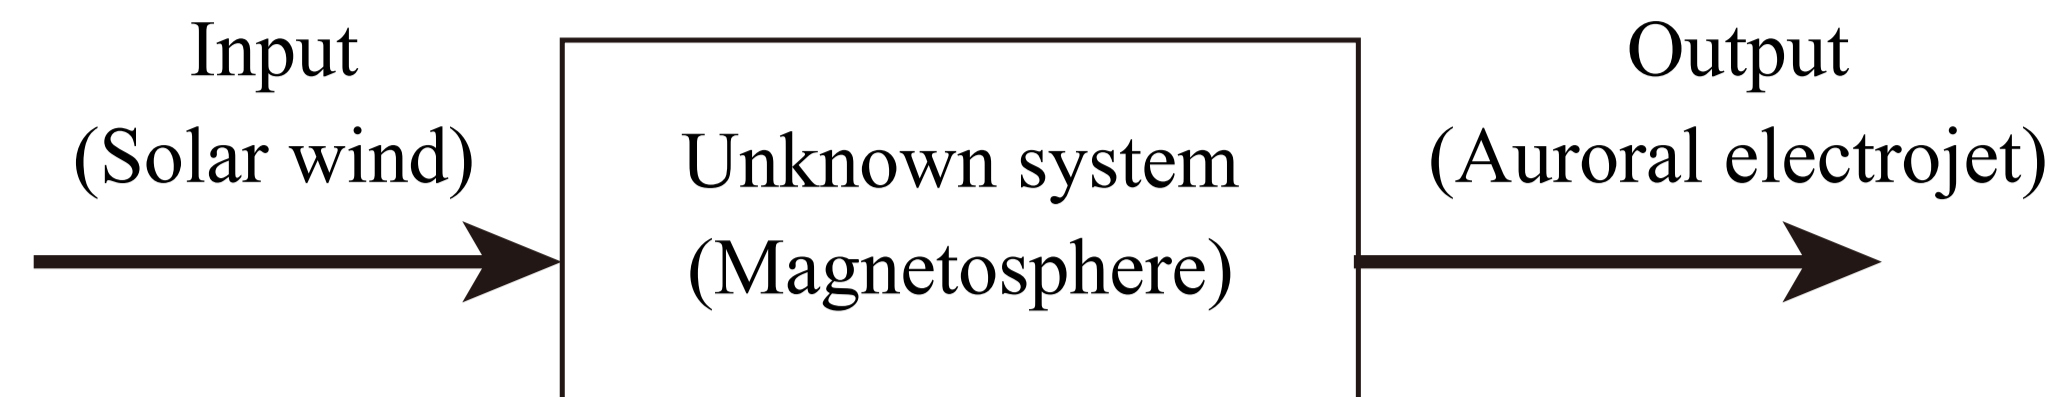 Input
(Solar wind)
Unknown system
(Magnetosphere)
Output
(Auroral electrojet)